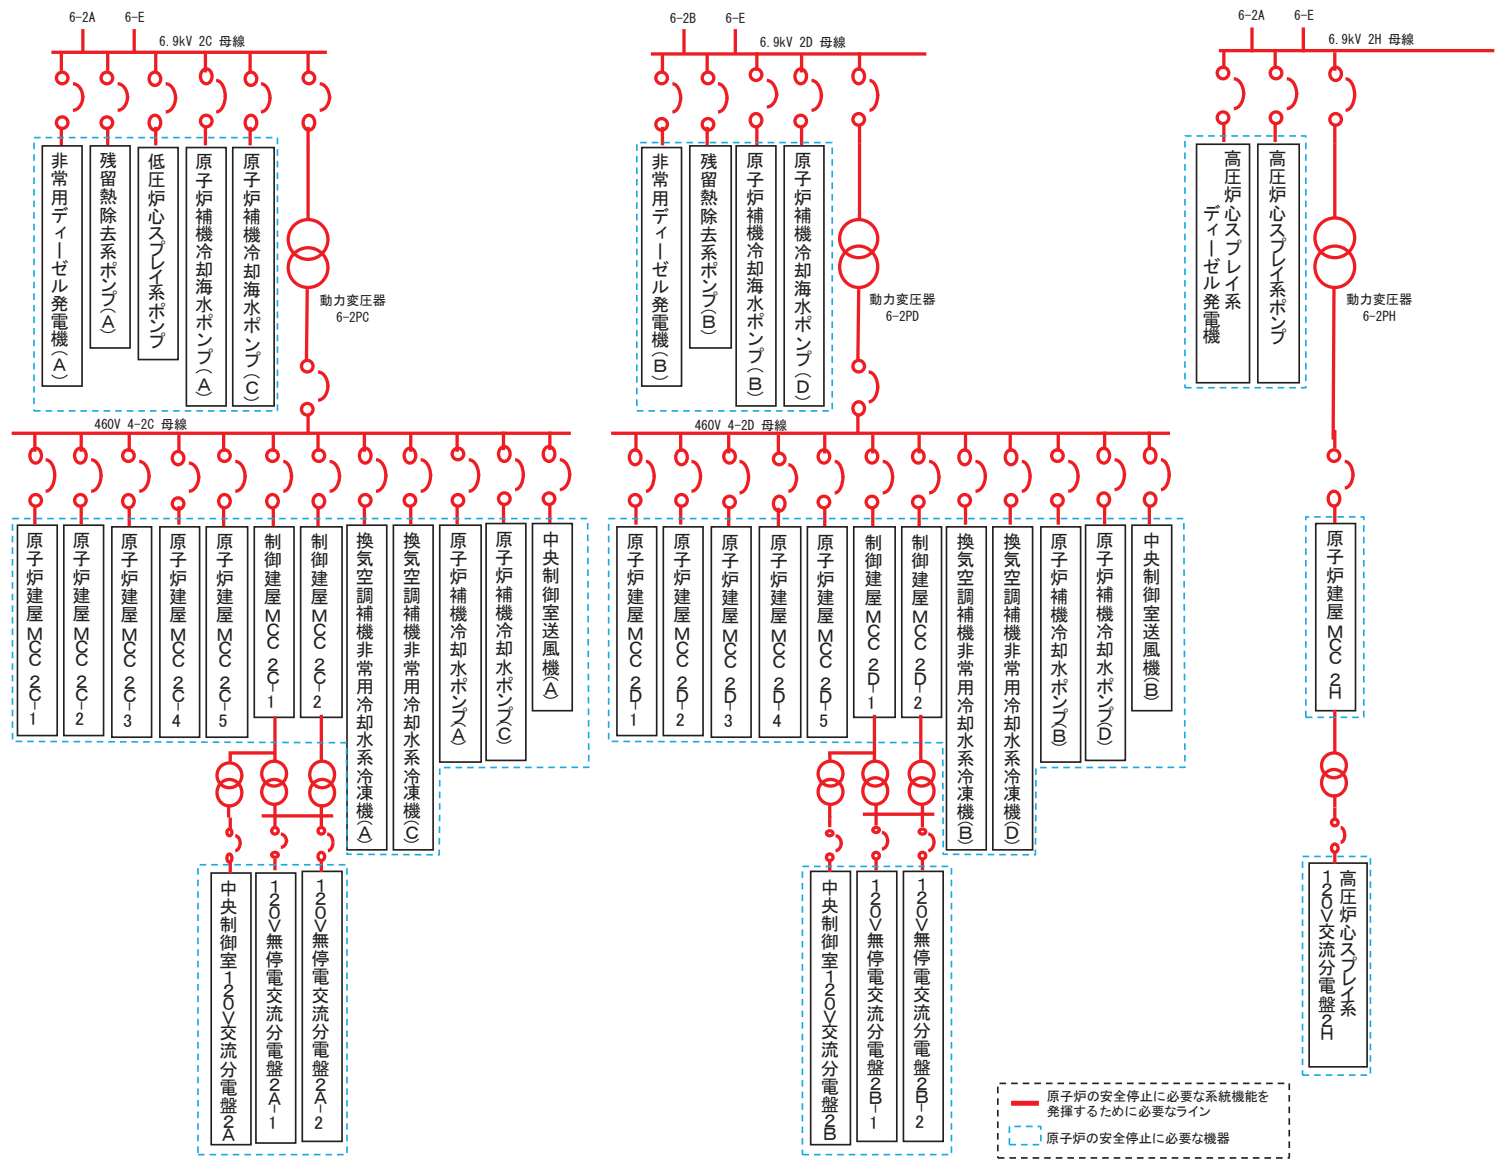 6-2A
6-E
6.9kV 2C 母線
非常用ディーゼル発電機(A)
残留熱除去系ポンプ(A)
低圧炉心スプレイ系ポンプ
原子炉補機冷却海水ポンプ(A)
原子炉補機冷却海水ポンプ(C)
動力変圧器
6-2PC
460V 4-2C 母線
原子炉建屋MCC 2C-1
原子炉建屋MCC 2C-2
原子炉建屋MCC 2C-3
原子炉建屋MCC 2C-4
原子炉建屋MCC 2C-5
制御建屋MCC 2C-1
制御建屋MCC 2C-2
換気空調補機非常用冷却水系冷凍機(A)
換気空調補機非常用冷却水系冷凍機(C)
原子炉補機冷却水ポンプ(A)
原子炉補機冷却水ポンプ(C)
中央制御室送風機(A)
中央制御室120V交流分電盤2A
120V無停電交流分電盤2A-1
120V無停電交流分電盤2A-2
6-2B
6-E
6.9kV 2D 母線
非常用ディーゼル発電機(B)
残留熱除去系ポンプ(B)
原子炉補機冷却海水ポンプ(B)
原子炉補機冷却海水ポンプ(D)
動力変圧器
6-2PD
460V 4-2D 母線
原子炉建屋MCC 2D-1
原子炉建屋MCC 2D-2
原子炉建屋MCC 2D-3
原子炉建屋MCC 2D-4
原子炉建屋MCC 2D-5
制御建屋MCC 2D-1
制御建屋MCC 2D-2
換気空調補機非常用冷却水系冷凍機(B)
換気空調補機非常用冷却水系冷凍機(D)
原子炉補機冷却水ポンプ(B)
原子炉補機冷却水ポンプ(D)
中央制御室送風機(B)
中央制御室120V交流分電盤2B
120V無停電交流分電盤2B-1
120V無停電交流分電盤2B-2
6-2A
6-E
6.9kV 2H 母線
高圧炉心スプレイ系
ディーゼル発電機
高圧炉心スプレイ系ポンプ
動力変圧器
6-2PH
原子炉建屋MCC 2H
高圧炉心スプレイ系
120V交流分電盤2H
原子炉の安全停止に必要な系統機能を
発揮するために必要なライン
原子炉の安全停止に必要な機器